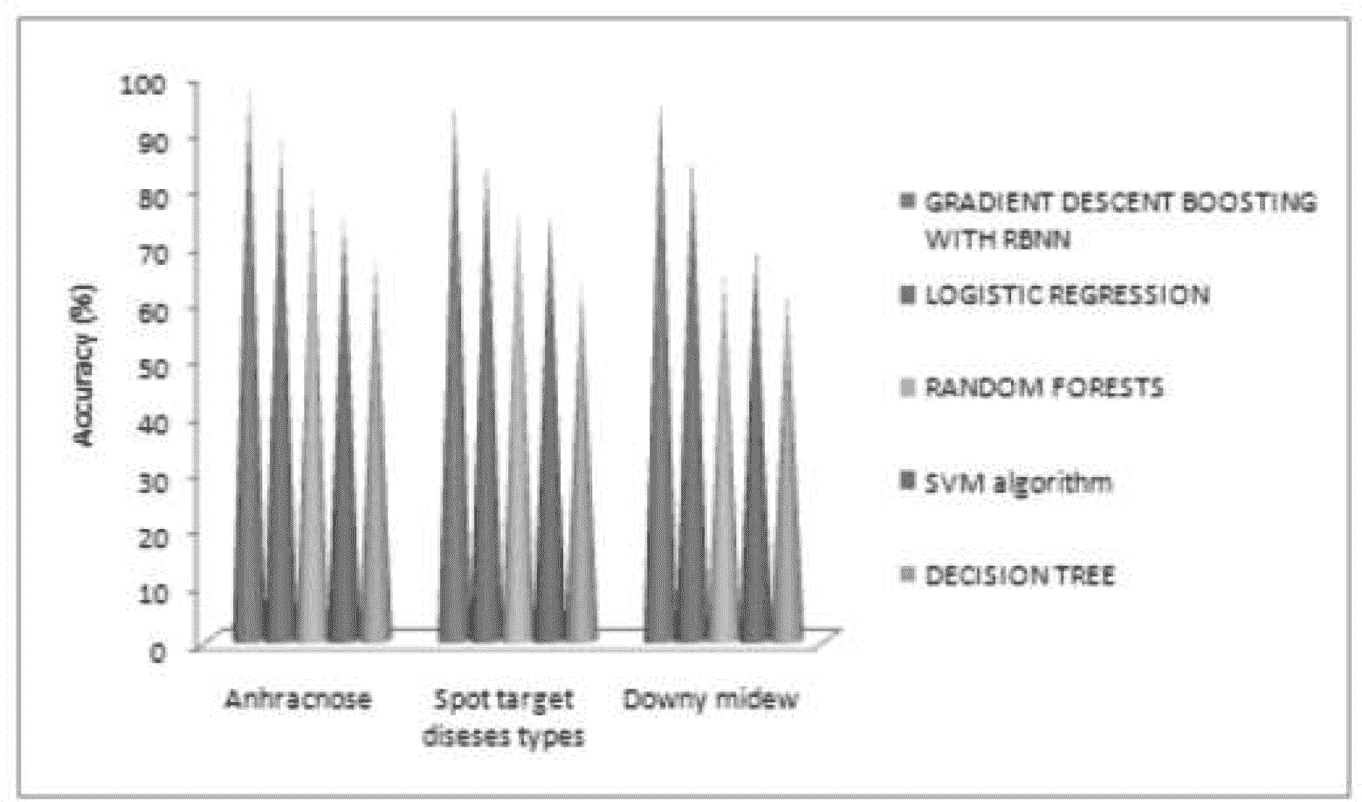 100
90
80
70
60
50
40
30
20
10
0
Accuracy (%)
Anhracnose
Spot target
diseses types
Downy midew
GRADIENT DESCENT BOOSTING
WITH RBNN
LOGISTIC REGRESSION
RANDOM FORESTS
SVM algorithm
DECISION TREE